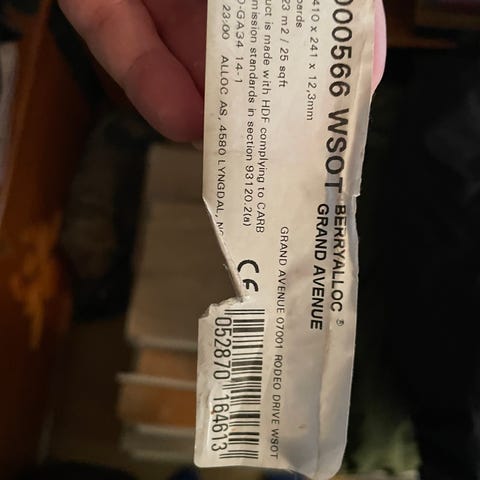 000566 WSOT BERRYALLOC ®
GRAND AVENUE
410 x 241 x 12,3mm
GRAND AVENUE 07001 RODEO DRIVE WSOT
23 m2 / 25 sqft
uct is made with HDF complying to CARB
mission standards in section 93120.2(a)
-GA34 14-1
23:00 ALLOC AS, 4580 LYNGDAL,
CE
052870 164613